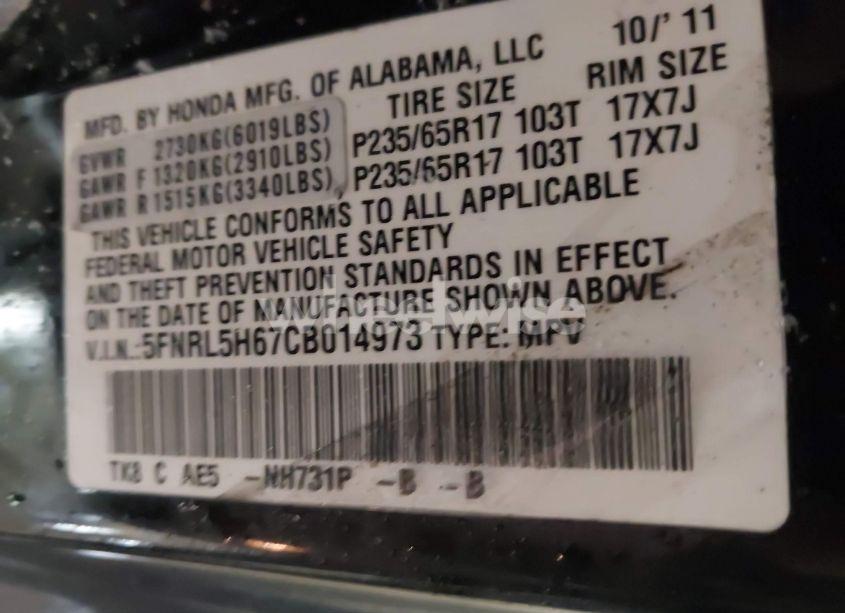 MFD. BY HONDA MFG. OF ALABAMA, LLC 10/' 11
TIRE SIZE RIM SIZE
GVWR 2730KG(6019LBS)
GAWR F 1320KG(2910LBS) P235/65R17 103T 17X7J
GAWR R 1515KG(3340LBS) P235/65R17 103T 17X7J
THIS VEHICLE CONFORMS TO ALL APPLICABLE
FEDERAL MOTOR VEHICLE SAFETY
AND THEFT PREVENTION STANDARDS IN EFFECT
ON THE DATE OF MANUFACTURE SHOWN ABOVE.
V.I.N.:5FNRL5H67CB014973 TYPE: MPV
TK8 C AE5 -NH731P -B -B